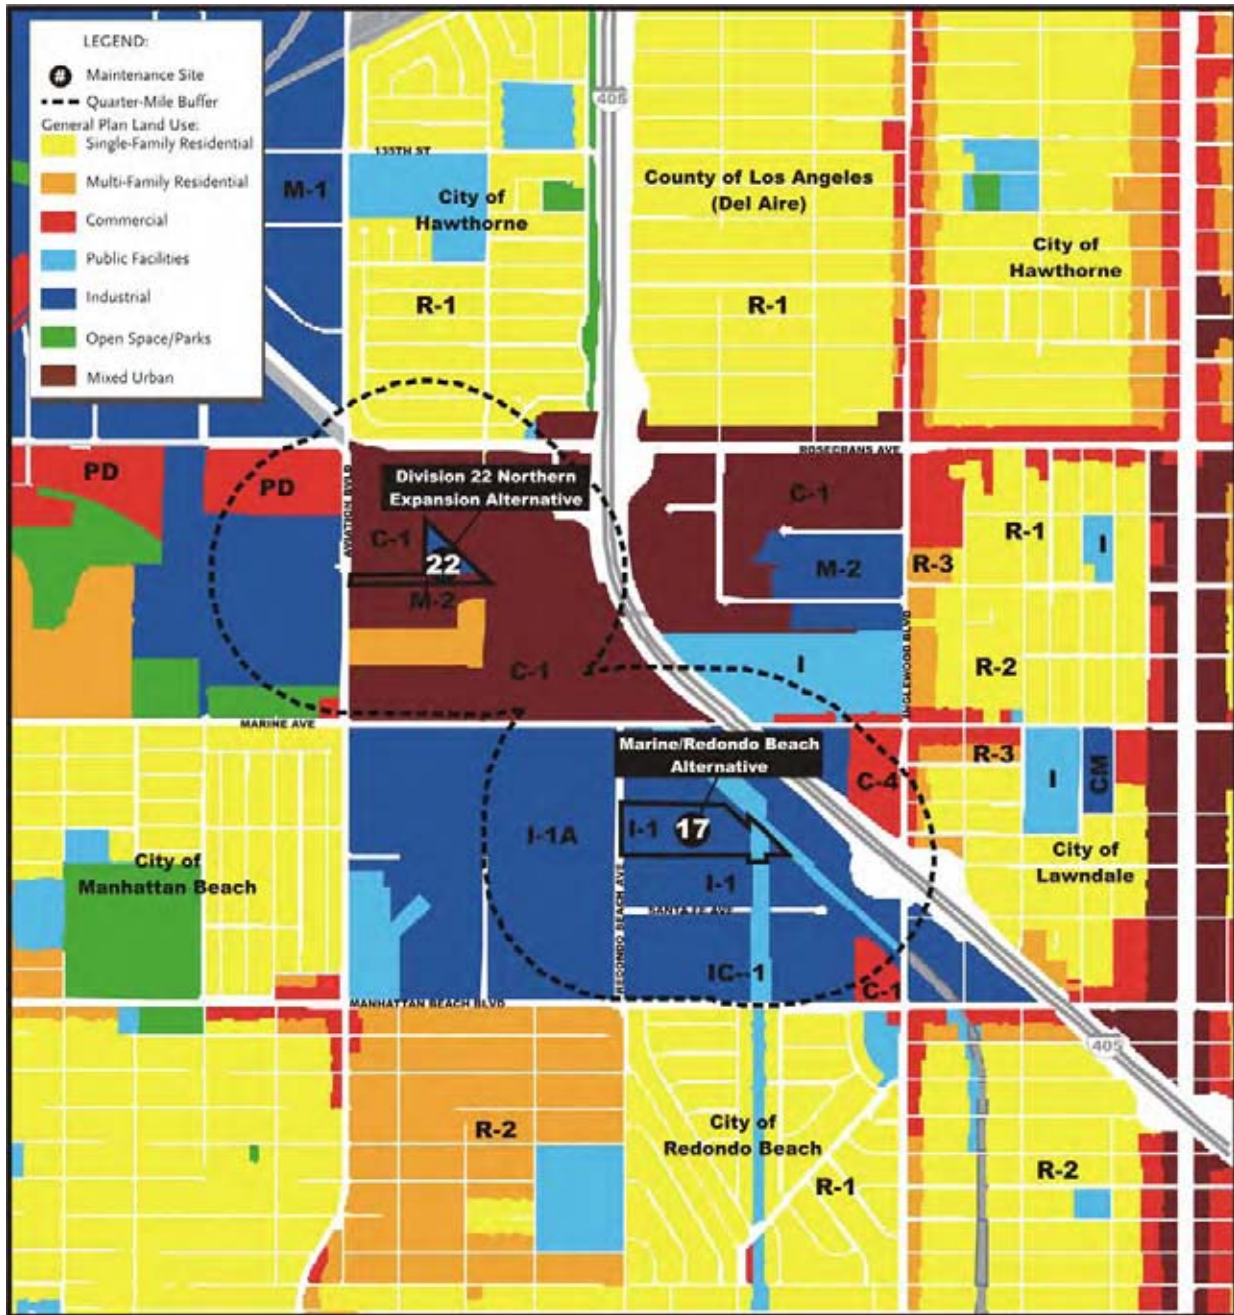 LEGEND:
# Maintenance Site
Quarter-Mile Buffer
General Plan Land Use:
Single-Family Residential
Multi-Family Residential
Commercial
Public Facilities
Industrial
Open Space/Parks
Mixed Urban
405
135TH ST
M-1
City of
Hawthorne
County of Los Angeles
(Del Aire)
City of
Hawthorne
R-1
R-1
ROSECRANS AVE
PD
PD
AVIATION BVLD
Division 22 Northern
Expansion Alternative
C-1
22
M-2
C-1
C-1
M-2
R-3
R-1
I
INGLEWOOD BLVD
I
R-2
MARINE AVE
Marine/Redondo Beach
Alternative
C-4
R-3
I
CM
I-1A
I-1
17
I-1
REDONDO BEACH AVE
SANTA FE AVE
City of
Manhattan Beach
City of
Lawndale
IC--1
C-1
MANHATTAN BEACH BLVD
405
R-2
City of
Redondo Beach
R-1
R-2